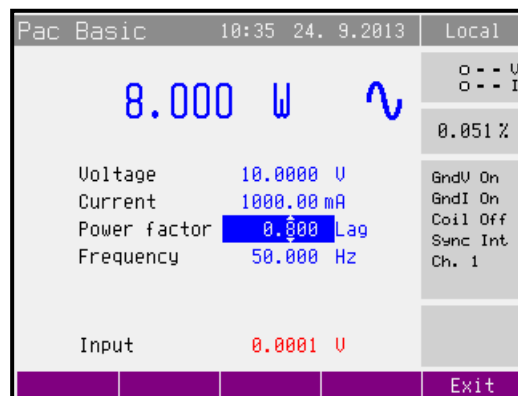 Pac Basic 10:35 24. 9.2013 Local
o-- V
o-- I
8.000 W
0.051 %
Voltage 10.0000 V
Current 1000.00 mA
Power factor 0.800 Lag
Frequency 50.000 Hz
GndV On
GndI On
Coil Off
Sync Int
Ch. 1
Input 0.0001 V
Exit